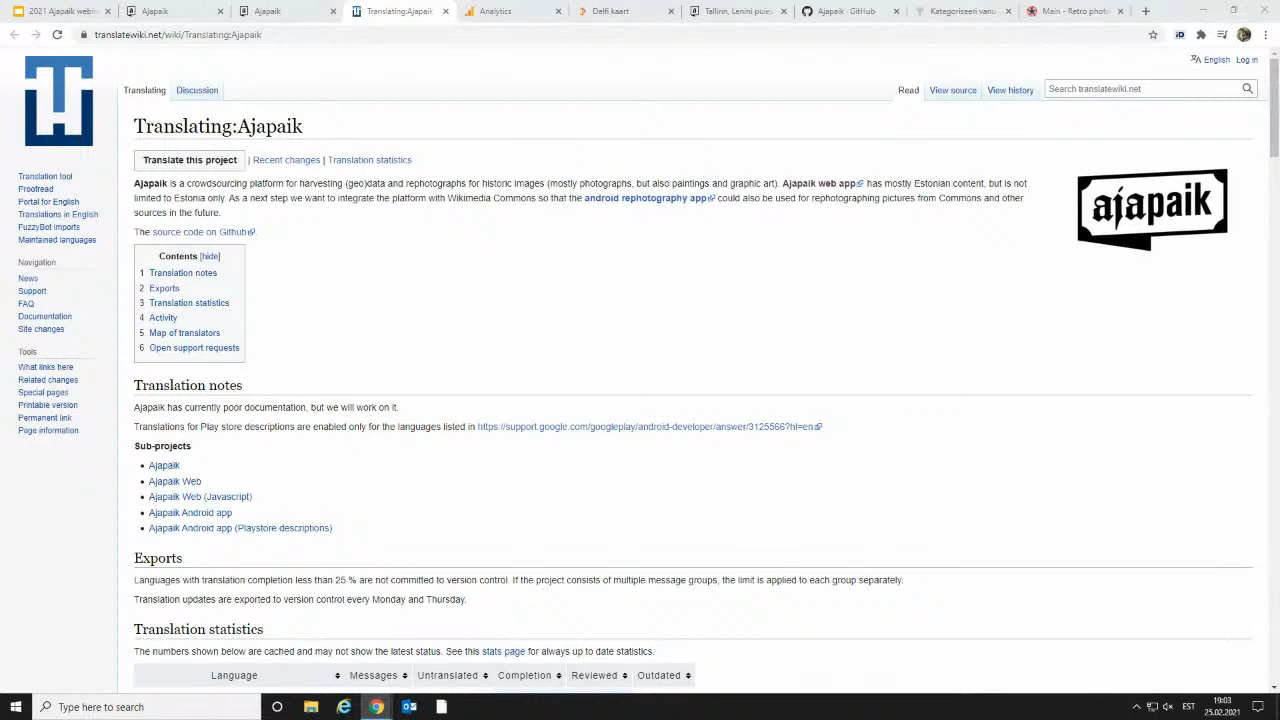 2021 Ajapaik webin
Ajapaik
Ajapaik
Translating:Ajapaik
Analytics
Delfi kaart
Tallinn, Lenini puies
Ajapaik · GitHub
Kategoriseeri vanu
Main - Retro photo
translatewiki.net/wiki/Translating:Ajapaik
English Log in
Translating Discussion
Read View source View history Search translatewiki.net
Translating:Ajapaik
Translate this project | Recent changes | Translation statistics
Ajapaik is a crowdsourcing platform for harvesting (geo)data and rephotographs for historic images (mostly photographs, but also paintings and graphic art). Ajapaik web app has mostly Estonian content, but is not
limited to Estonia only. As a next step we want to integrate the platform with Wikimedia Commons so that the android rephotography app could also be used for rephotographing pictures from Commons and other
sources in the future.
ajapaik
The source code on Github.
Contents [hide]
1 Translation notes
2 Exports
3 Translation statistics
4 Activity
5 Map of translators
6 Open support requests
Translation tool
Proofread
Portal for English
Translations in English
FuzzyBot imports
Maintained languages
Navigation
News
Support
FAQ
Documentation
Site changes
Tools
What links here
Related changes
Special pages
Printable version
Permanent link
Page information
Translation notes
Ajapaik has currently poor documentation, but we will work on it.
Translations for Play store descriptions are enabled only for the languages listed in https://support.google.com/googleplay/android-developer/answer/3125566?hl=en
Sub-projects
Ajapaik
Ajapaik Web
Ajapaik Web (Javascript)
Ajapaik Android app
Ajapaik Android app (Playstore descriptions)
Exports
Languages with translation completion less than 25 % are not committed to version control. If the project consists of multiple message groups, the limit is applied to each group separately.
Translation updates are exported to version control every Monday and Thursday.
Translation statistics
The numbers shown below are cached and may not show the latest status. See this stats page for always up to date statistics.
Language Messages Untranslated Completion Reviewed Outdated
Type here to search
EST
19:03
25.02.2021